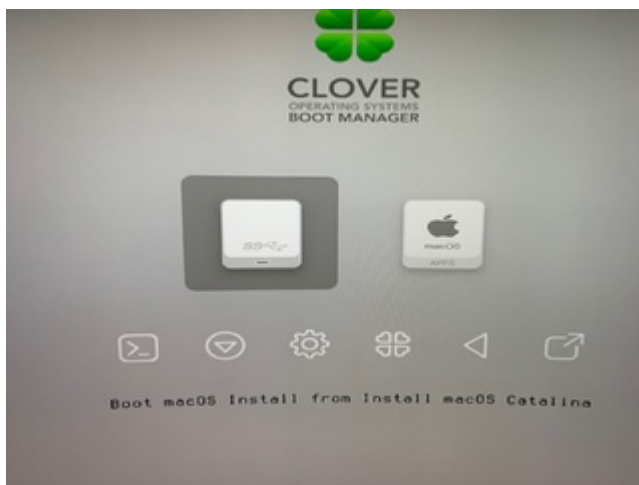 CLOVER
OPERATING SYSTEMS
BOOT MANAGER
macOS
APFS
>_
Boot macOS Install from Install macOS Catalina